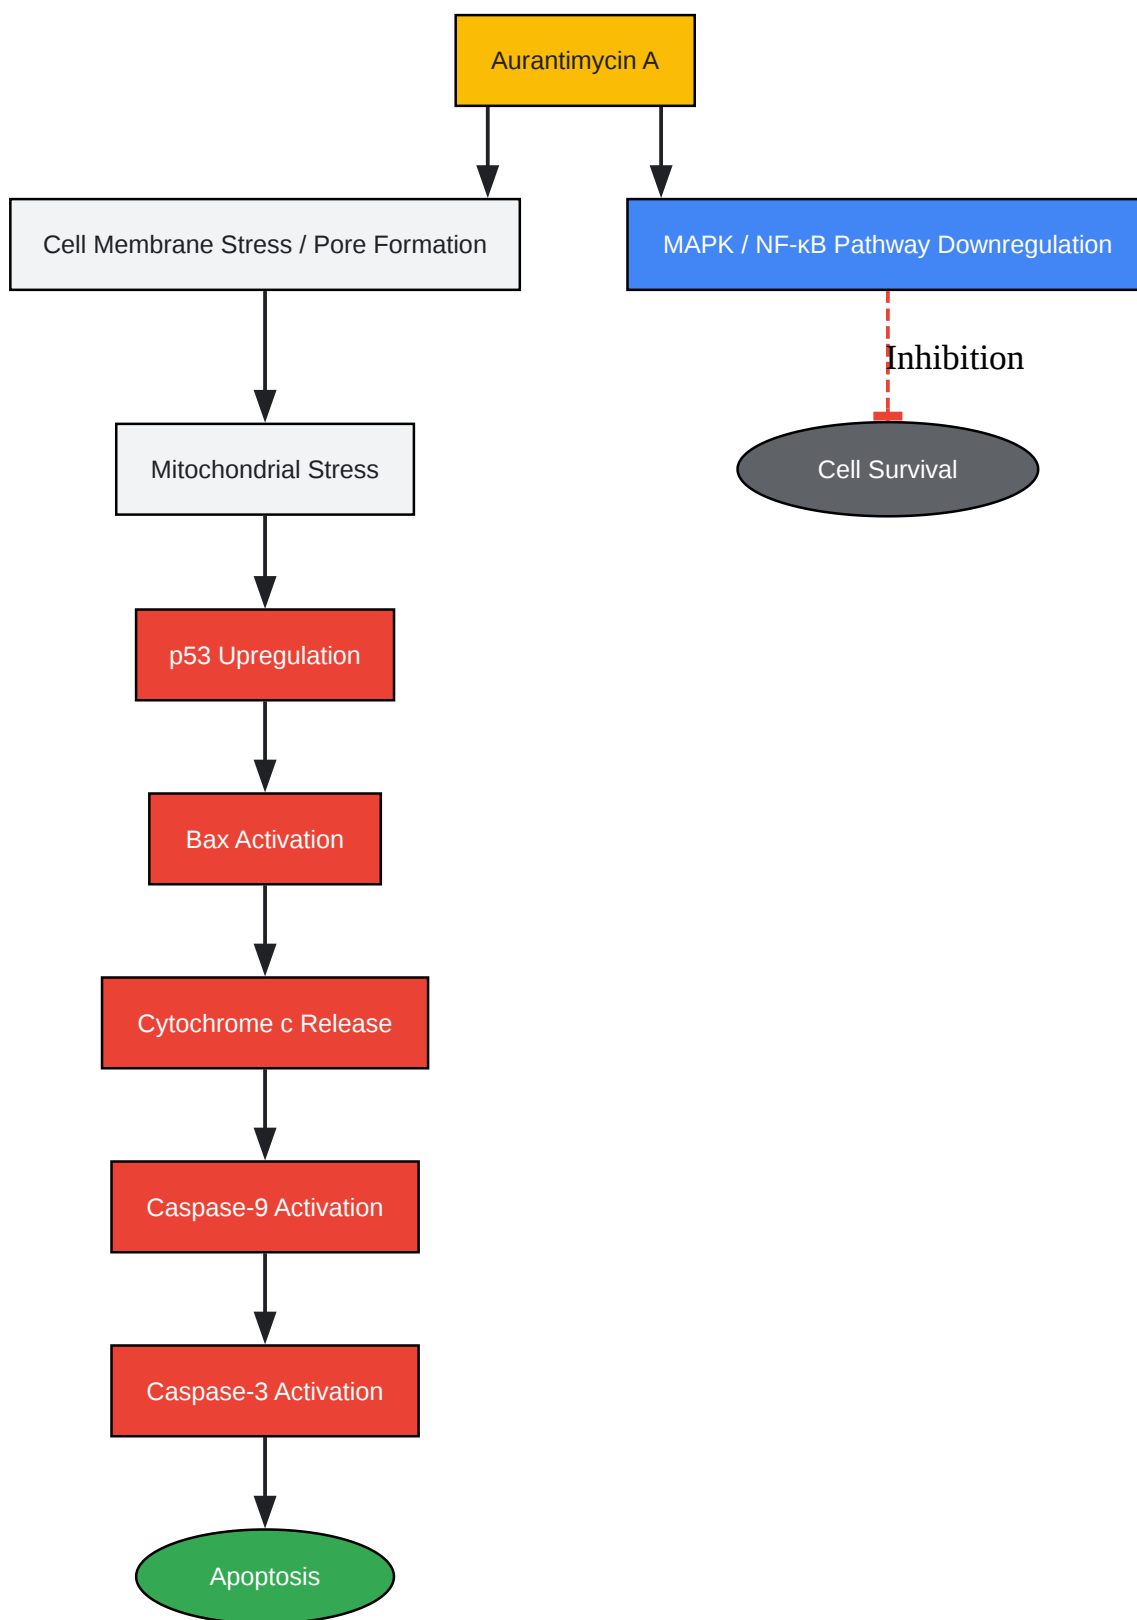 Aurantimycin A
Cell Membrane Stress / Pore Formation
MAPK / NF-κB Pathway Downregulation
Inhibition
Mitochondrial Stress
Cell Survival
p53 Upregulation
Bax Activation
Cytochrome c Release
Caspase-9 Activation
Caspase-3 Activation
Apoptosis